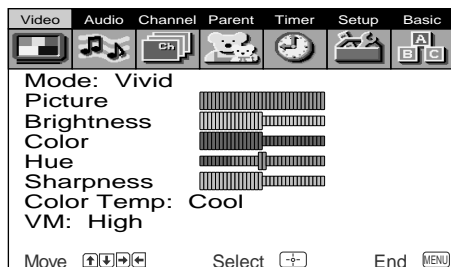 Video Audio Channel Parent Timer Setup Basic
Ch A B C
Mode: Vivid
Picture
Brightness
Color
Hue
Sharpness
Color Temp: Cool
VM: High
Move Select End MENU